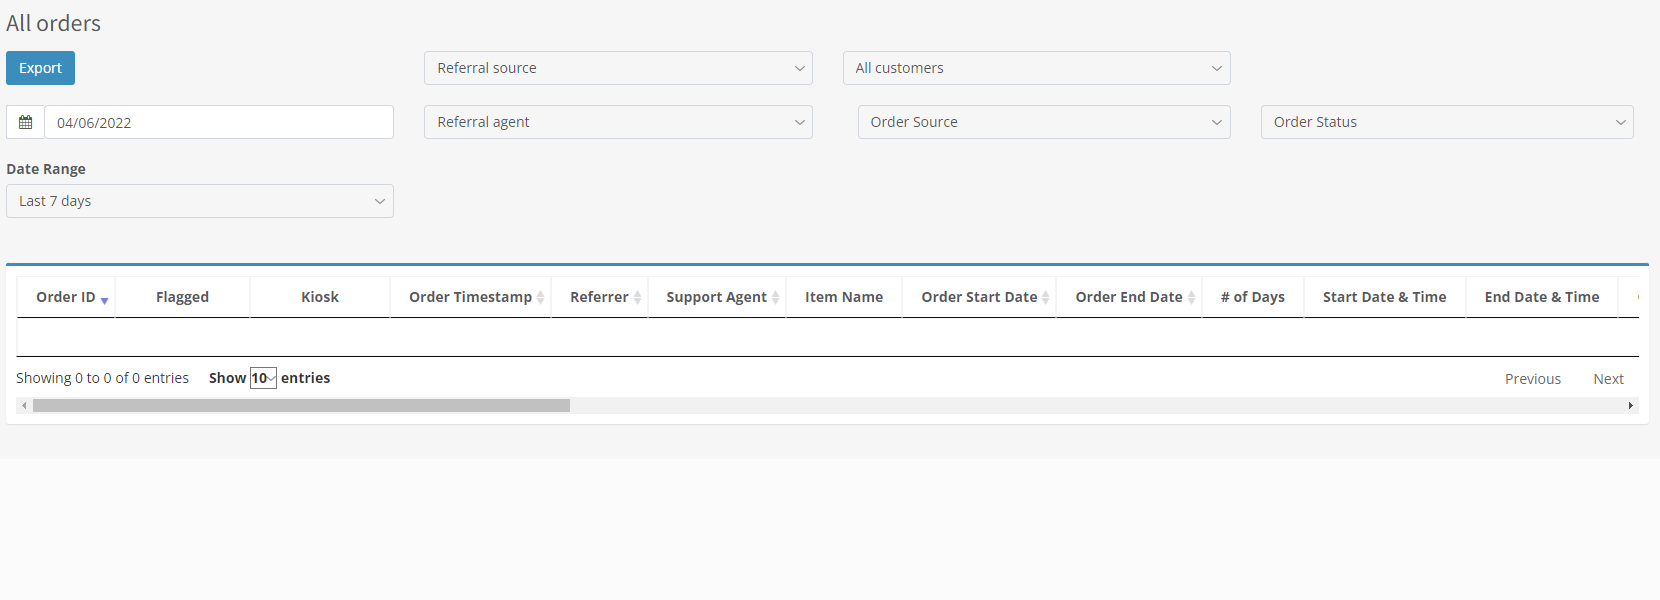 All orders
Export
Referral source
All customers
04/06/2022
Referral agent
Order Source
Order Status
Date Range
Last 7 days
Order ID Flagged Kiosk Order Timestamp Referrer Support Agent Item Name Order Start Date Order End Date # of Days Start Date & Time End Date & Time
Showing 0 to 0 of 0 entries Show 10 entries
Previous Next